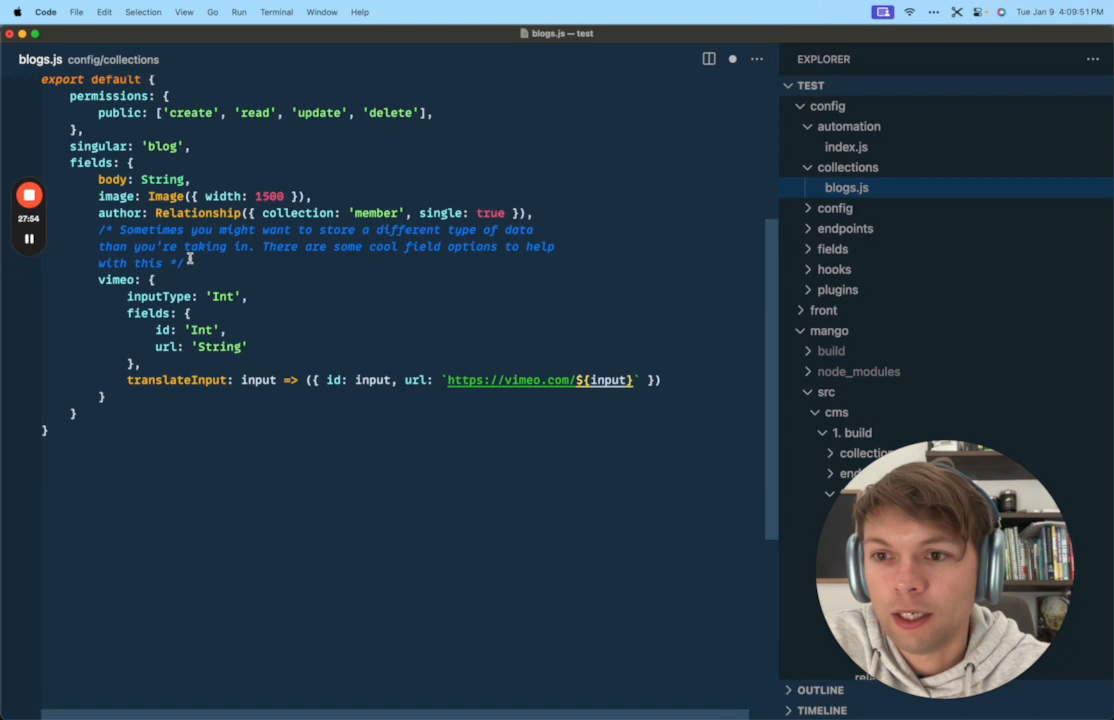 Code File Edit Selection View Go Run Terminal Window Help Tue Jan 9 4:09:51 PM
blogs.js — test
blogs.js config/collections
export default {
permissions: {
public: ['create', 'read', 'update', 'delete'],
},
singular: 'blog',
fields: {
body: String,
image: Image({ width: 1500 }),
author: Relationship({ collection: 'member', single: true }),
/* Sometimes you might want to store a different type of data
than you're taking in. There are some cool field options to help
with this */
vimeo: {
inputType: 'Int',
fields: {
id: 'Int',
url: 'String'
},
translateInput: input => ({ id: input, url: `https://vimeo.com/${input}` })
}
}
}
27:54
EXPLORER
TEST
config
automation
index.js
collections
blogs.js
config
endpoints
fields
hooks
plugins
front
mango
build
node_modules
src
cms
1. build
collectio
en
rela
OUTLINE
TIMELINE